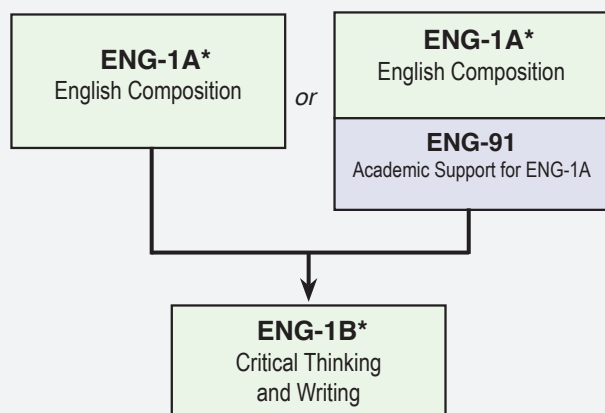 ENG-1A*
English Composition
or
ENG-1A*
English Composition
ENG-91
Academic Support for ENG-1A
ENG-1B*
Critical Thinking
and Writing